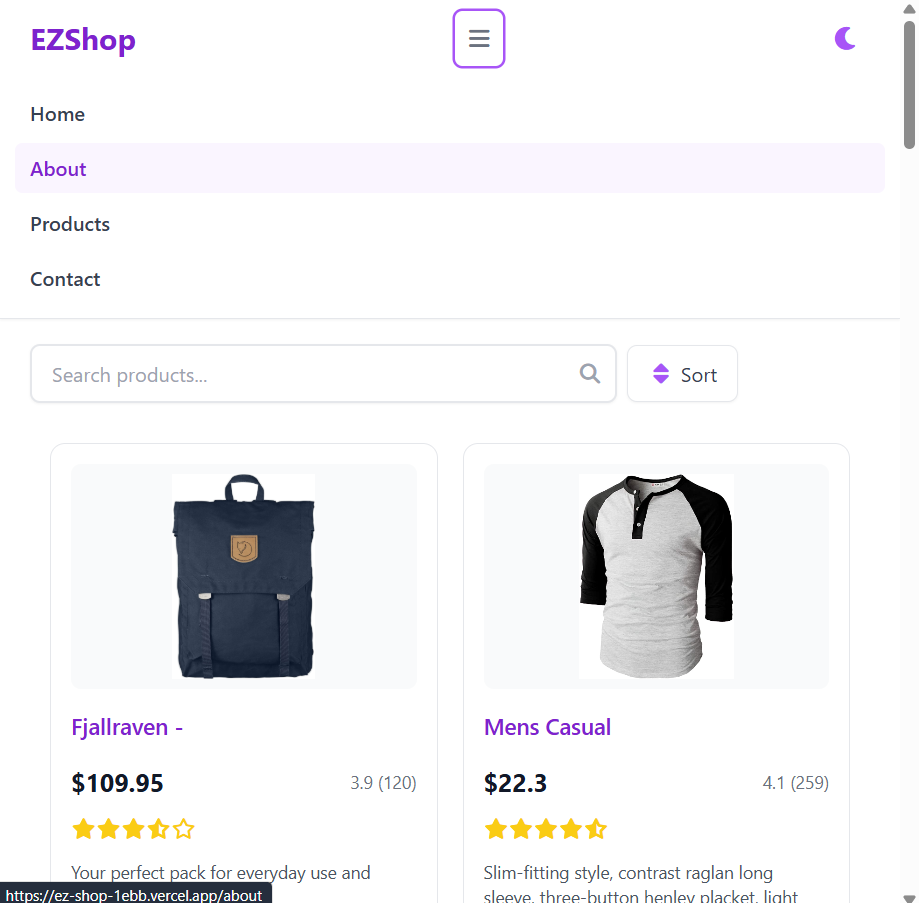 EZShop
Home
About
Products
Contact
Search products...
Sort
Fjallraven -
$109.95
3.9 (120)
Your perfect pack for everyday use and
Mens Casual
$22.3
4.1 (259)
Slim-fitting style, contrast raglan long
sleeve, three-button henley placket, light
https://ez-shop-1ebb.vercel.app/about